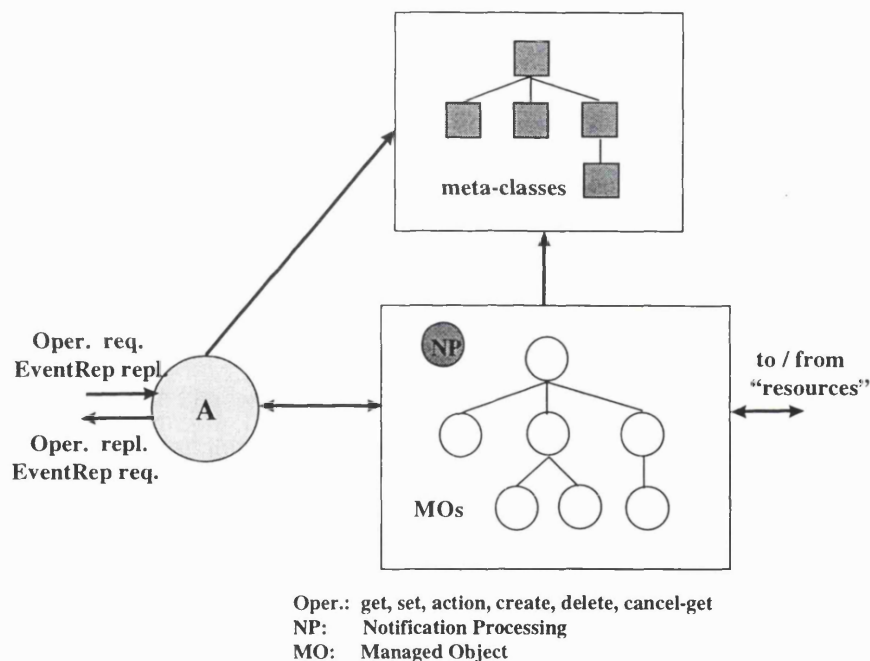 meta-classes
Oper. req.
EventRep repl.
A
Oper. repl.
EventRep req.
NP
MOs
to / from
“resources”
Oper.: get, set, action, create, delete, cancel-get
NP: Notification Processing
MO: Managed Object